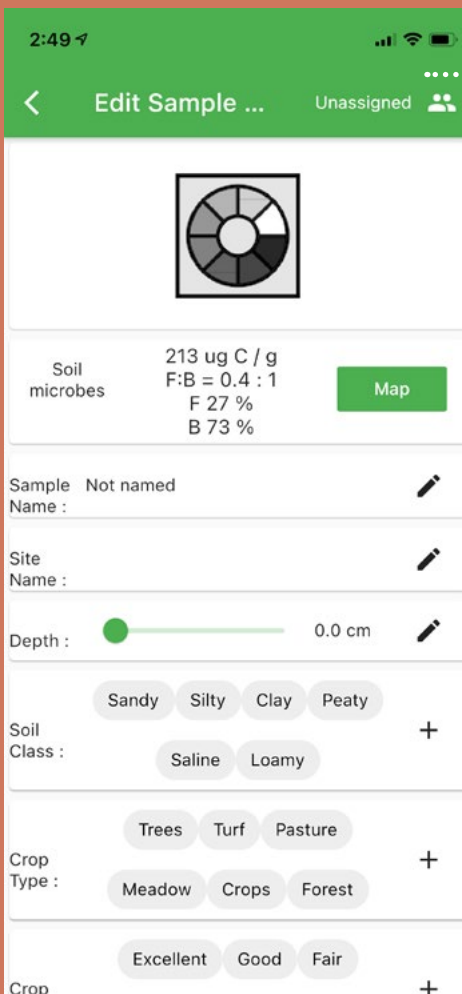 2:49
Edit Sample ...
Unassigned
Soil
microbes
213 ug C / g
F:B = 0.4 : 1
F 27 %
B 73 %
Map
Sample
Name :
Not named
Site
Name :
Depth :
0.0 cm
Soil
Class :
Sandy Silty Clay Peaty
Saline Loamy
Crop
Type :
Trees Turf Pasture
Meadow Crops Forest
Excellent Good Fair
Crop